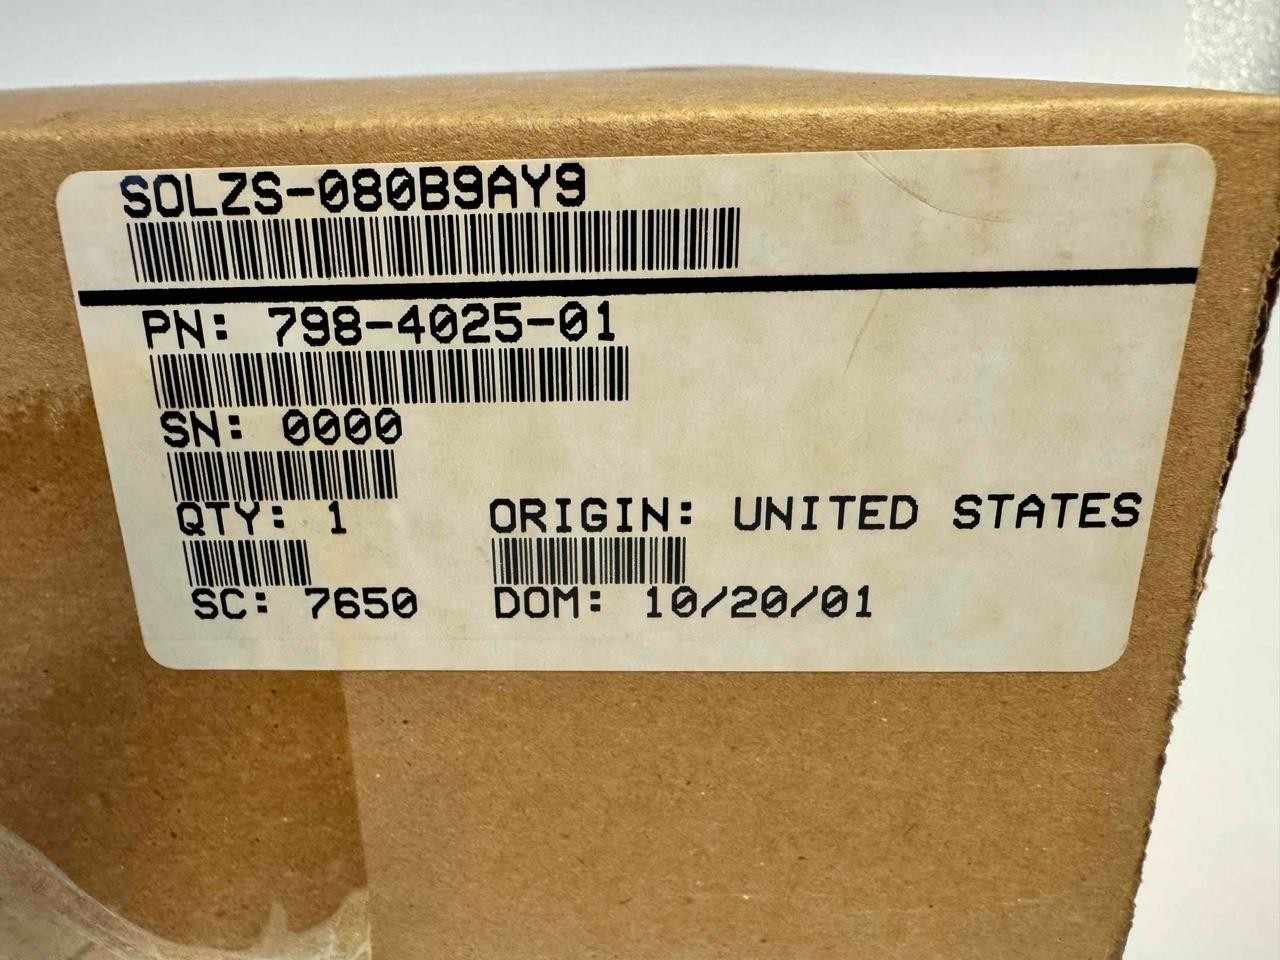 SOLZS-080B9AY9
PN: 798-4025-01
SN: 0000
QTY: 1 ORIGIN: UNITED STATES
SC: 7650 DOM: 10/20/01